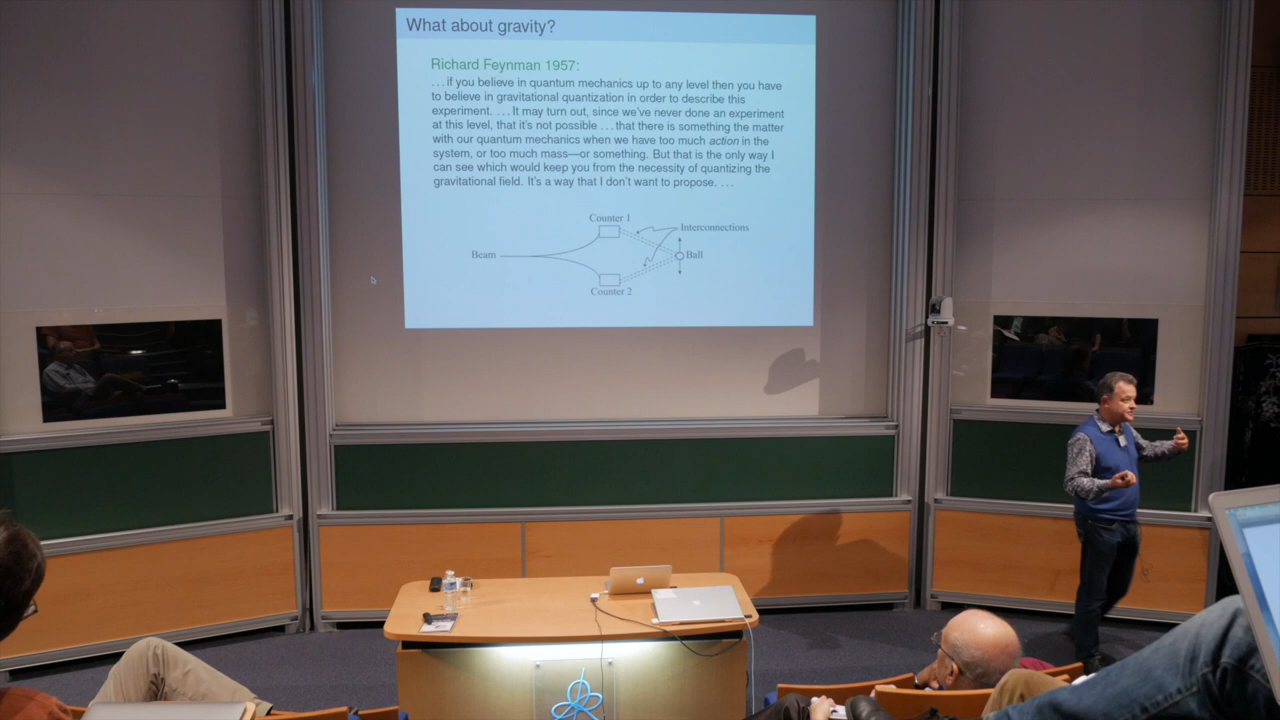 What about gravity?
Richard Feynman 1957:
... if you believe in quantum mechanics up to any level then you have
to believe in gravitational quantization in order to describe this
experiment. ... It may turn out, since we've never done an experiment
at this level, that it's not possible ... that there is something the matter
with our quantum mechanics when we have too much action in the
system, or too much mass—or something. But that is the only way I
can see which would keep you from the necessity of quantizing the
gravitational field. It's a way that I don't want to propose. ...
Counter 1
Interconnections
Beam
Ball
Counter 2